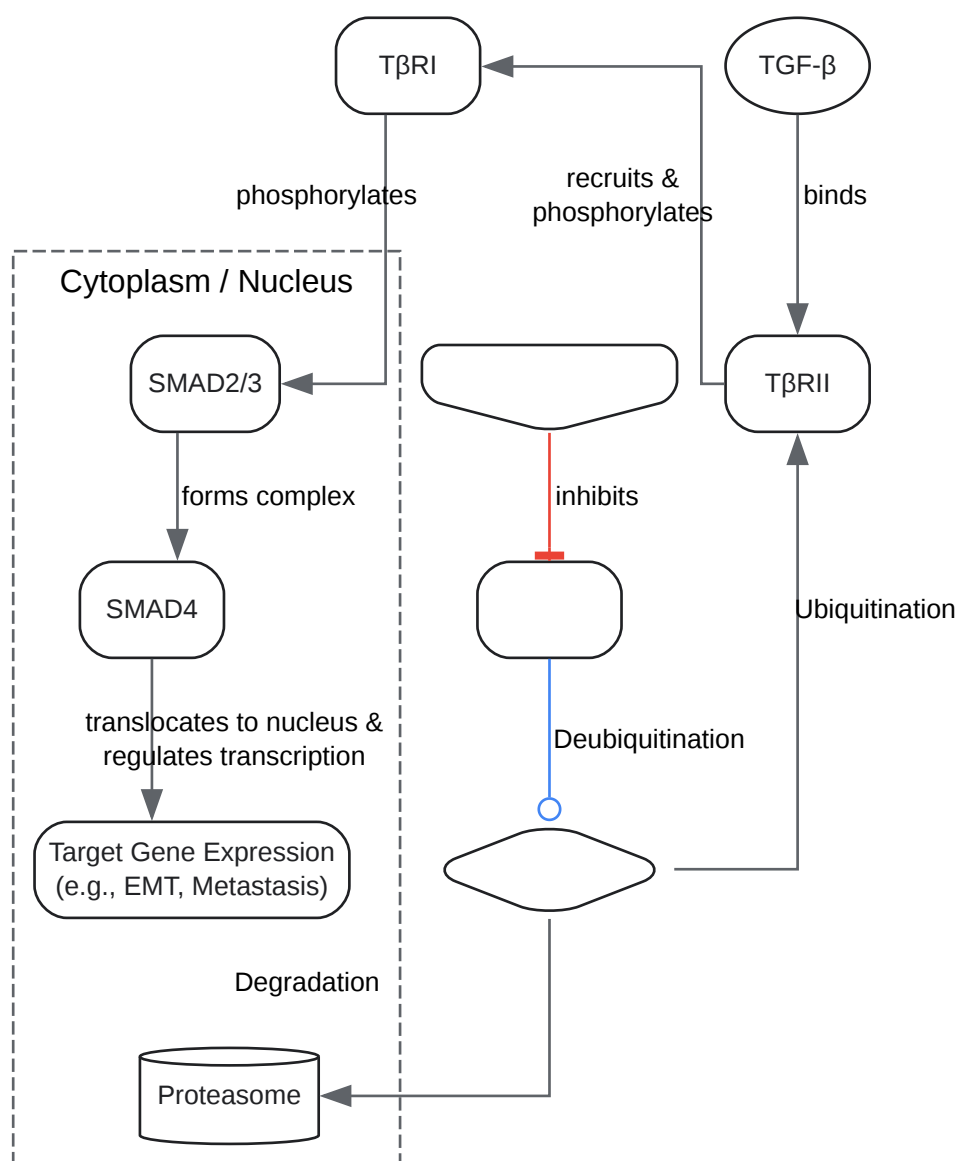 TβRI
TGF-β
phosphorylates
recruits &
phosphorylates
binds
Cytoplasm / Nucleus
SMAD2/3
TβRII
forms complex
inhibits
SMAD4
Ubiquitination
translocates to nucleus &
regulates transcription
Deubiquitination
Target Gene Expression
(e.g., EMT, Metastasis)
Degradation
Proteasome